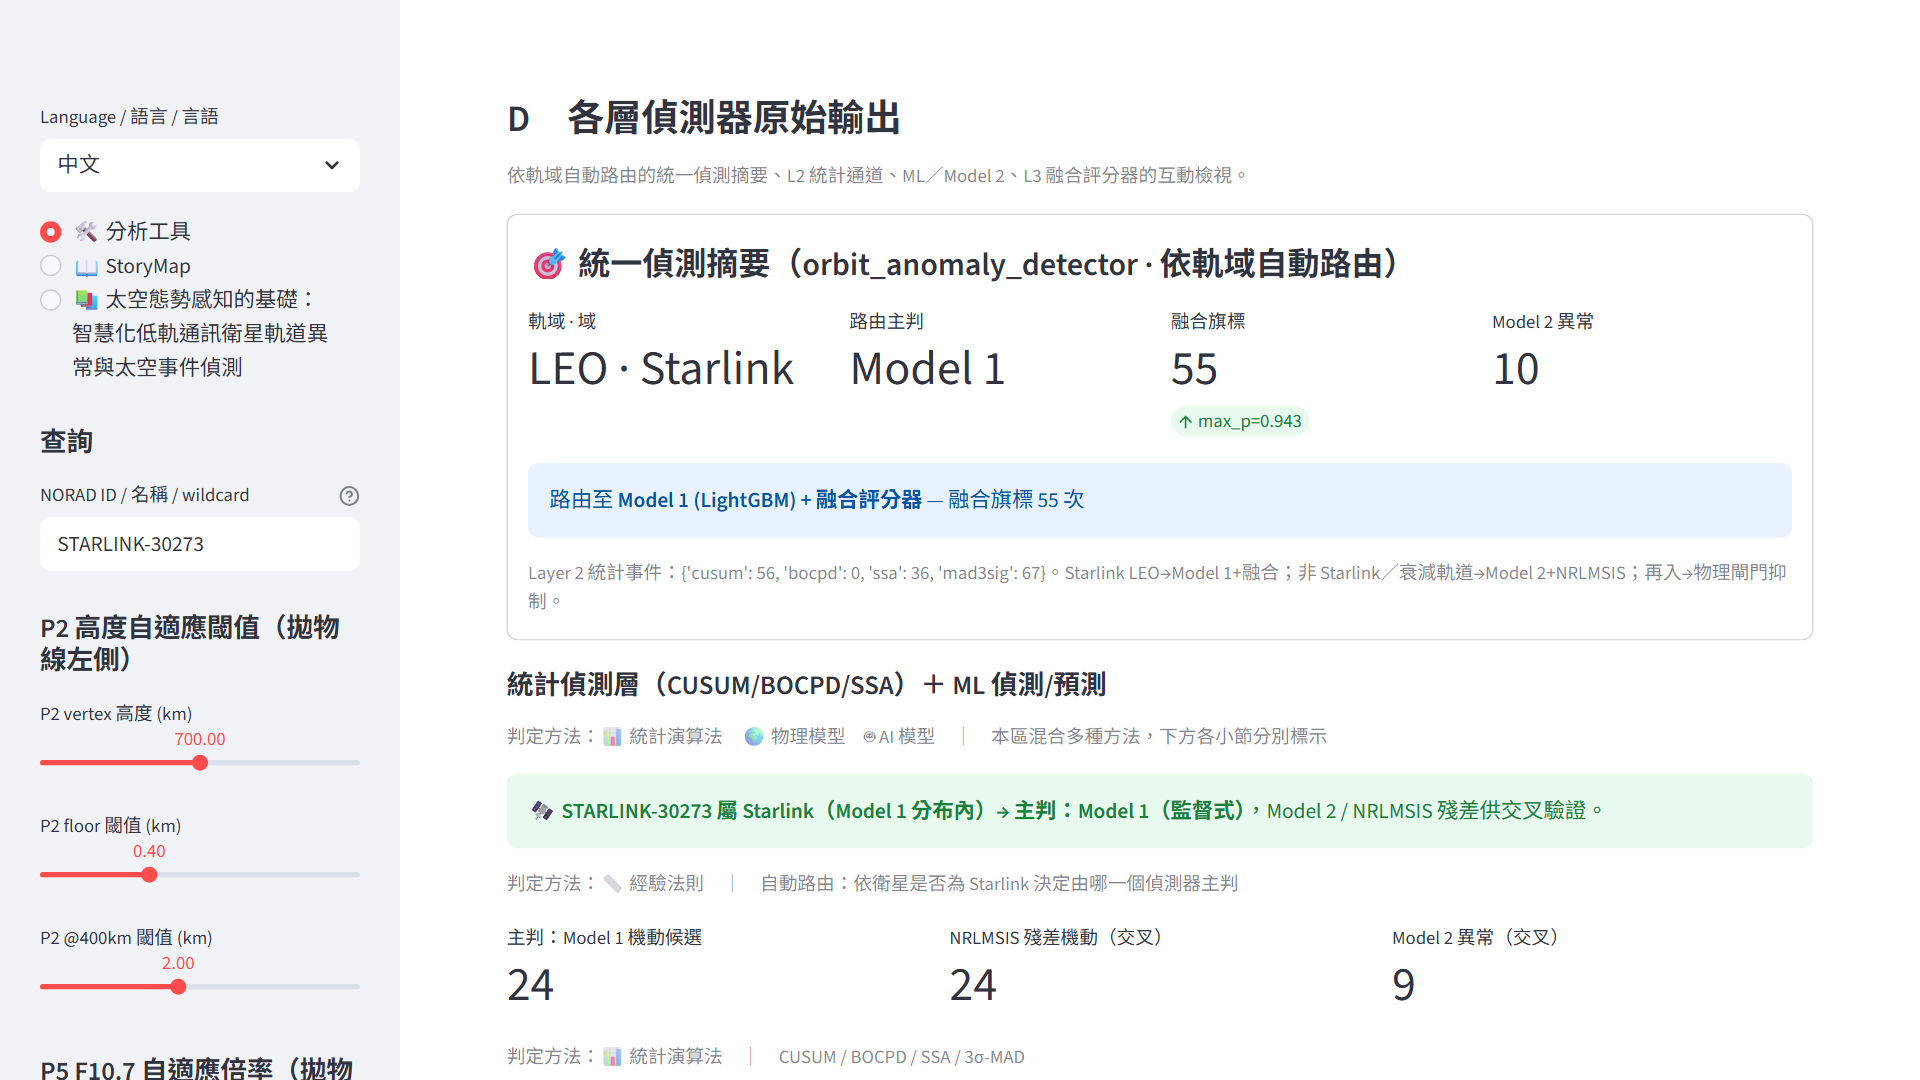 Language / 語言 / 言語
中文
🛠️ 分析工具
📖 StoryMap
📚 太空態勢感知的基礎：
智慧化低軌通訊衛星軌道異
常與太空事件偵測
查詢
NORAD ID / 名稱 / wildcard
STARLINK-30273
P2 高度自適應閾值（拋物
線左側）
P2 vertex 高度 (km)
700.00
P2 floor 閾值 (km)
0.40
P2 @400km 閾值 (km)
2.00
P5 F10.7 自適應倍率（拋物
D 各層偵測器原始輸出
依軌域自動路由的統一偵測摘要、L2 統計通道、ML／Model 2、L3 融合評分器的互動檢視。
🎯 統一偵測摘要（orbit_anomaly_detector · 依軌域自動路由）
軌域 · 域
LEO · Starlink
路由主判
Model 1
融合旗標
55
↑ max_p=0.943
Model 2 異常
10
路由至 Model 1 (LightGBM) + 融合評分器 — 融合旗標 55 次
Layer 2 統計事件：{'cusum': 56, 'bocpd': 0, 'ssa': 36, 'mad3sig': 67}。Starlink LEO→Model 1+融合；非 Starlink／衰減軌道→Model 2+NRLMSIS；再入→物理閘門抑
制。
統計偵測層（CUSUM/BOCPD/SSA）＋ ML 偵測/預測
判定方法：📊 統計演算法 🌍 物理模型 AI 模型 ｜ 本區混合多種方法，下方各小節分別標示
🛰️ STARLINK-30273 屬 Starlink（Model 1 分布內）→ 主判：Model 1（監督式），Model 2 / NRLMSIS 殘差供交叉驗證。
判定方法：📏 經驗法則 ｜ 自動路由：依衛星是否為 Starlink 決定由哪一個偵測器主判
主判：Model 1 機動候選
24
NRLMSIS 殘差機動（交叉）
24
Model 2 異常（交叉）
9
判定方法：📊 統計演算法 ｜ CUSUM / BOCPD / SSA / 3σ-MAD